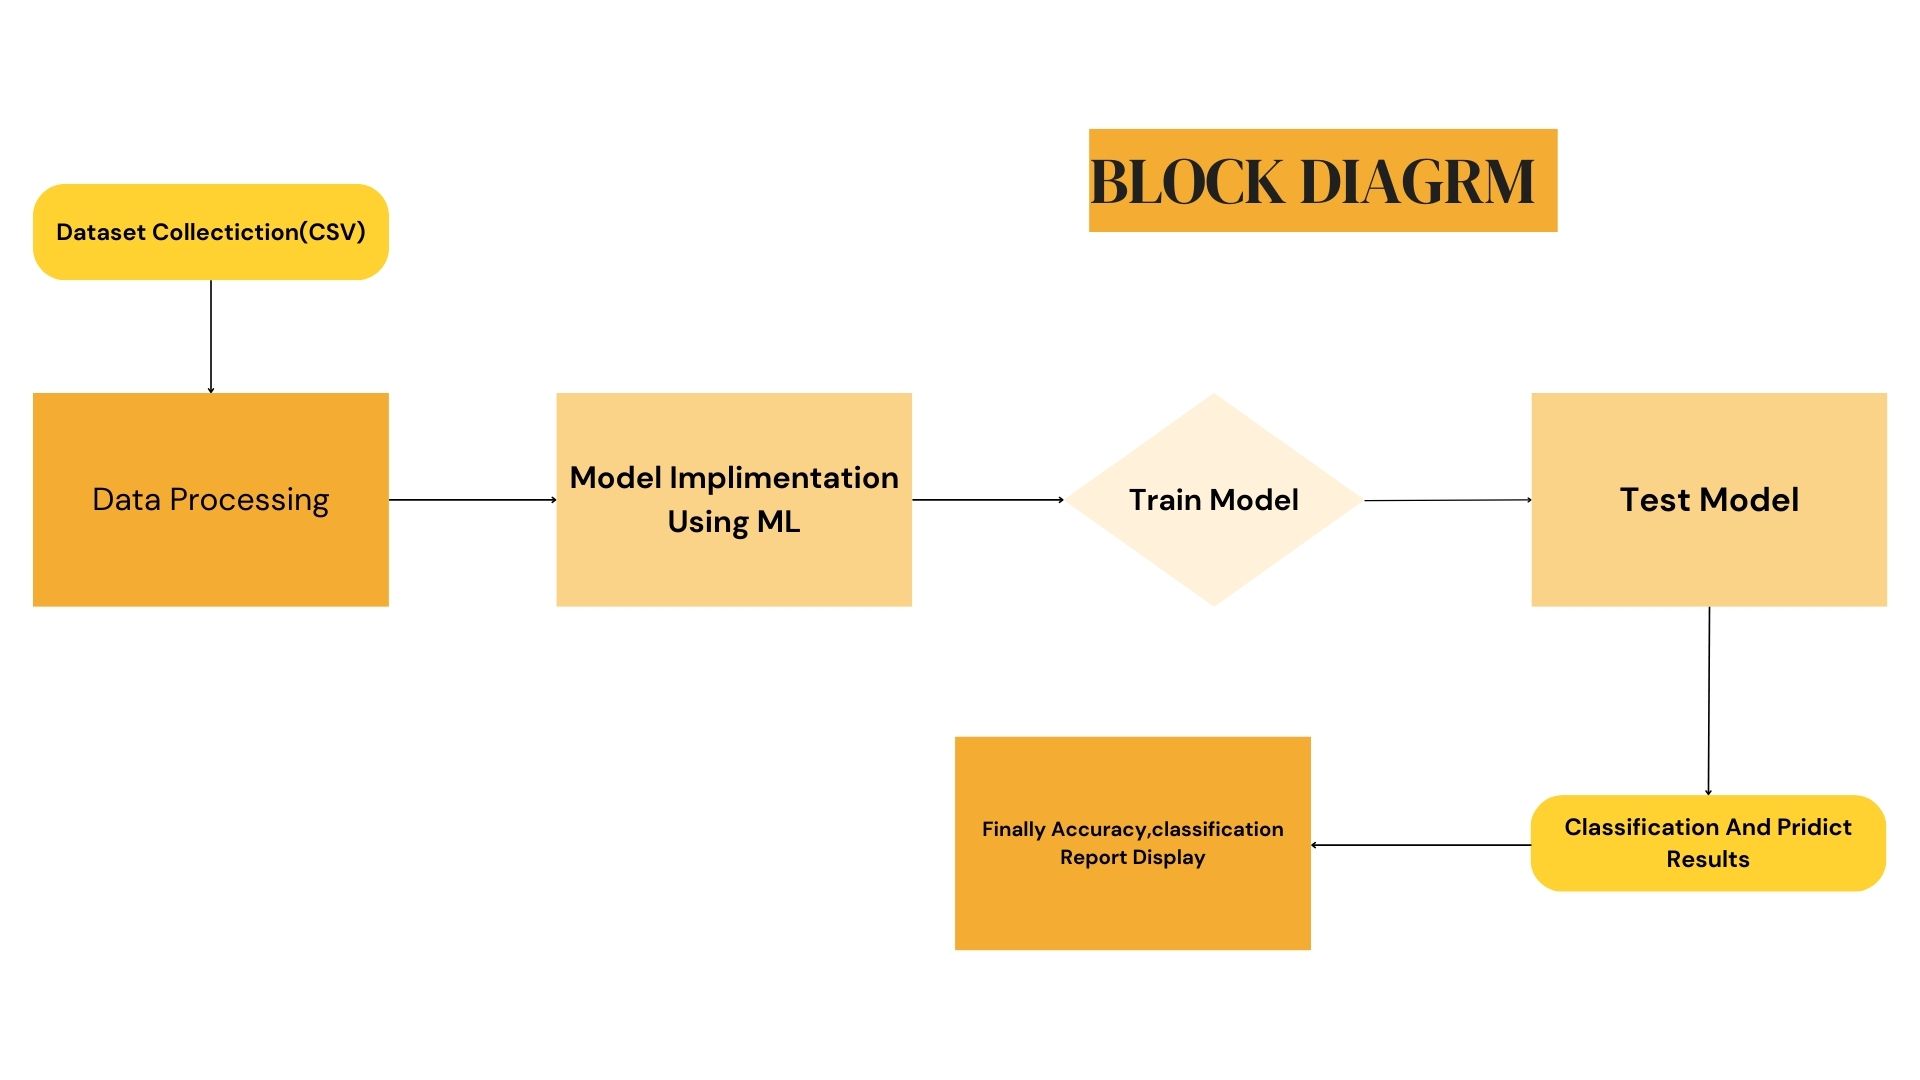 BLOCK DIAGRM
Dataset Collectiction(CSV)
Data Processing
Model Implimentation
Using ML
Train Model
Test Model
Classification And Pridict
Results
Finally Accuracy,classification
Report Display